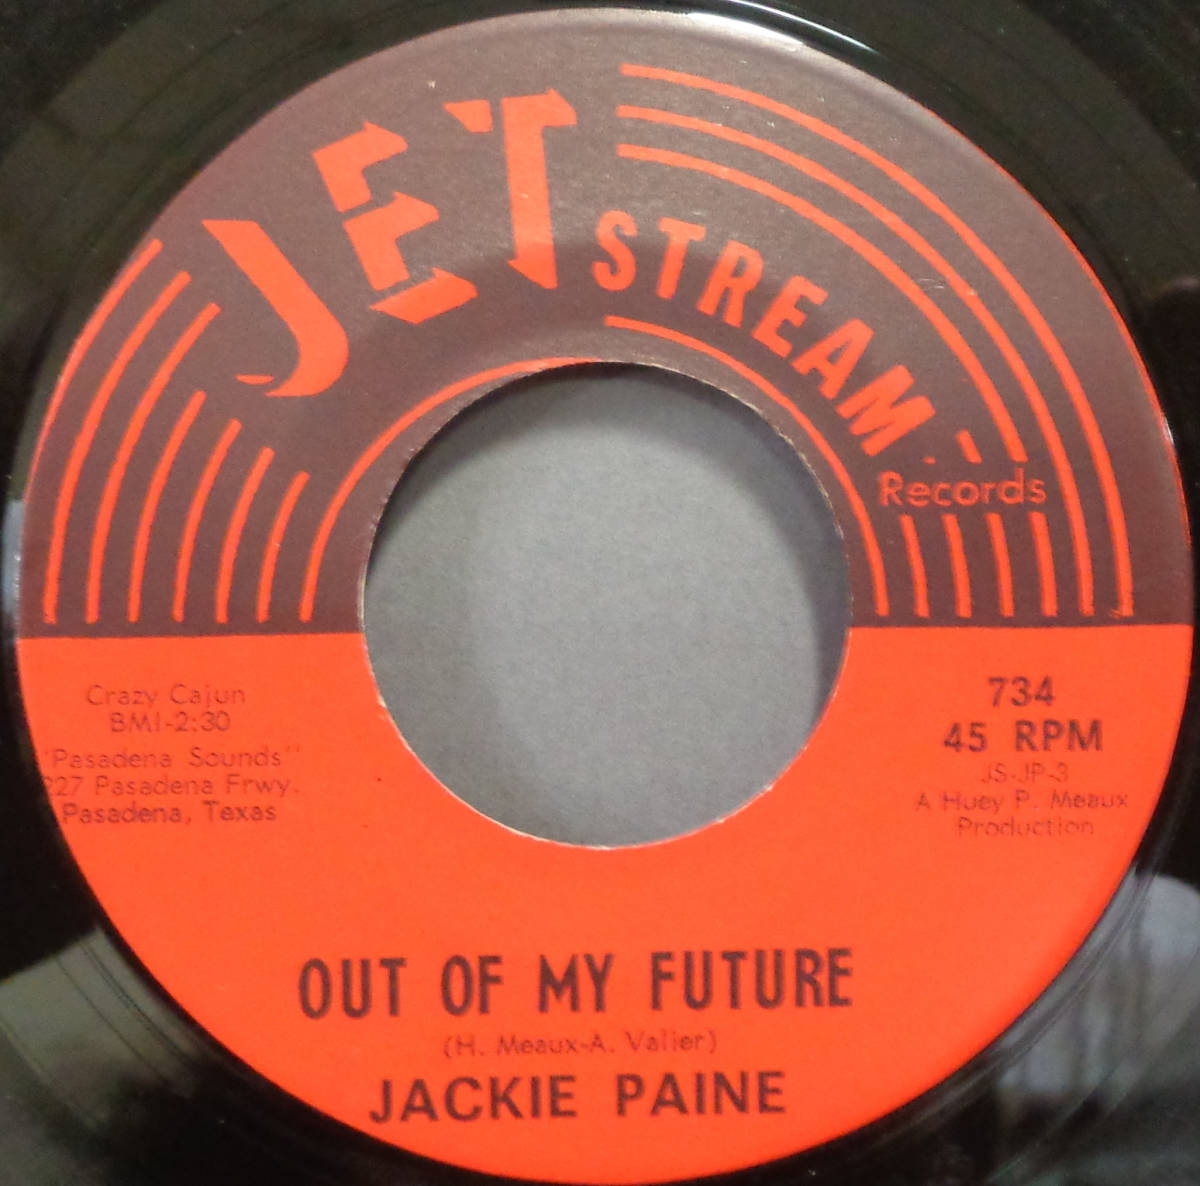 JET STREAM
Records
Crazy Cajun
BMI-2:30
"Pasadena Sounds"
27 Pasadena Frwy.
Pasadena, Texas
734
45 RPM
JS-JP-3
A Huey P. Meaux
Production
OUT OF MY FUTURE
(H. Meaux-A. Valier)
JACKIE PAINE